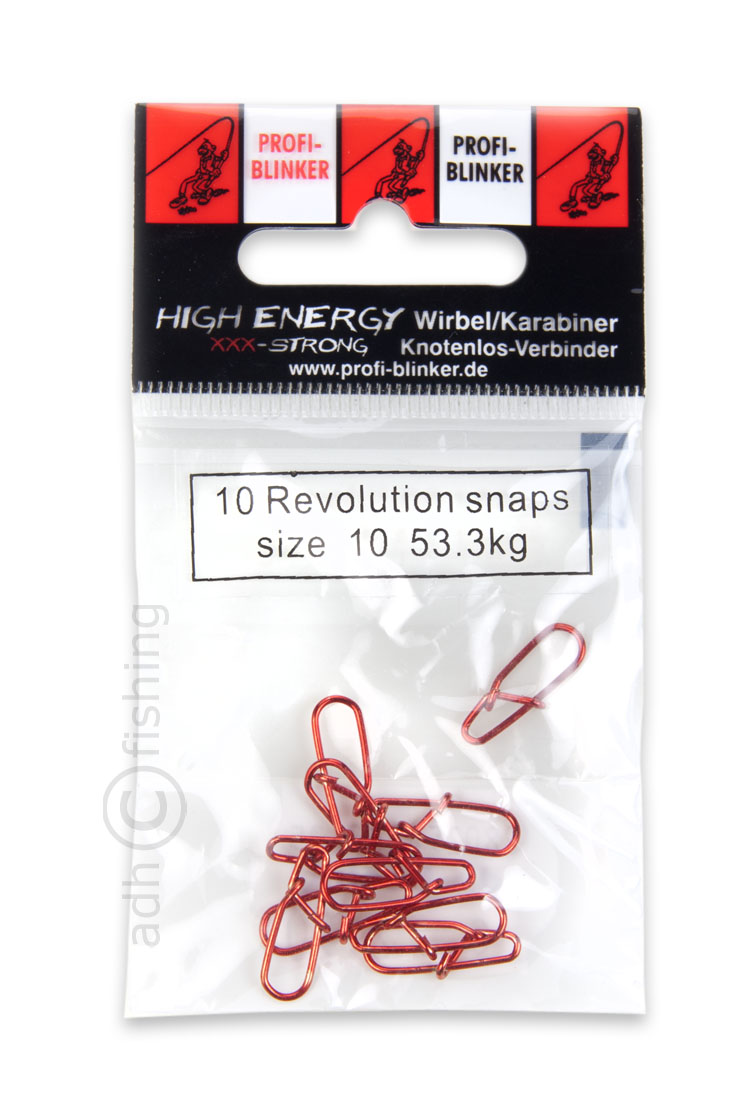 PROFI-
BLINKER
PROFI-
BLINKER
HIGH ENERGY Wirbel/Karabiner
XXX-STRONG Knotenlos-Verbinder
www.profi-blinker.de
10 Revolution snaps
size 10 53.3kg
adh © fishing